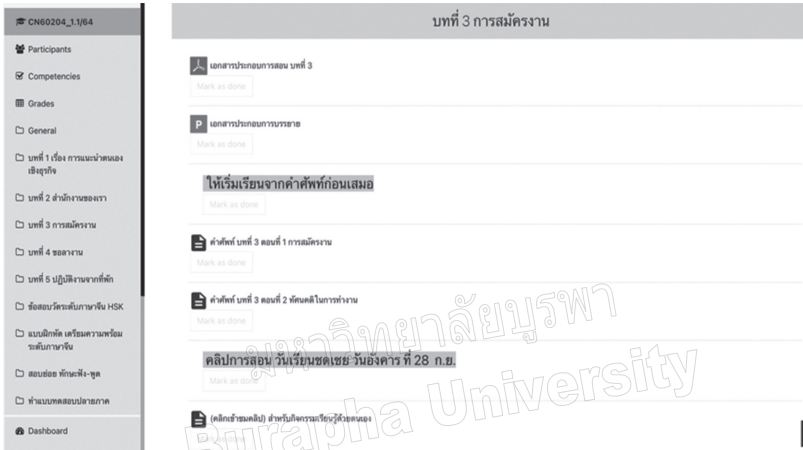 CN60204_1.1/64
Participants
Competencies
Grades
General
บทที่ 1 เรื่อง การแนะนำตนเอง
เชิงธุรกิจ
บทที่ 2 สำนักงานของเรา
บทที่ 3 การสมัครงาน
บทที่ 4 ขอลางาน
บทที่ 5 ปฏิบัติงานจากที่พัก
ข้อสอบวัดระดับภาษาจีน HSK
แบบฝึกหัด เตรียมความพร้อม
ระดับภาษาจีน
สอบย่อย ทักษะฟัง-พูด
ทำแบบทดสอบปลายภาค
Dashboard
บทที่ 3 การสมัครงาน
เอกสารประกอบการสอน บทที่ 3
Mark as done
P เอกสารประกอบการบรรยาย
Mark as done
ให้เริ่มเรียนจากคำศัพท์ก่อนเสมอ
Mark as done
คำศัพท์ บทที่ 3 ตอนที่ 1 การสมัครงาน
Mark as done
คำศัพท์ บทที่ 3 ตอนที่ 2 ทัศนคติในการทำงาน
Mark as done
คลิปการสอน วันเรียนชดเชย วันอังคาร ที่ 28 ก.ย.
Mark as done
(คลิกเข้าชมคลิป) สำหรับกิจกรรมเรียนรู้ด้วยตนเอง
Mark as done
มหาวิทยาลัยบูรพา
Burapha University